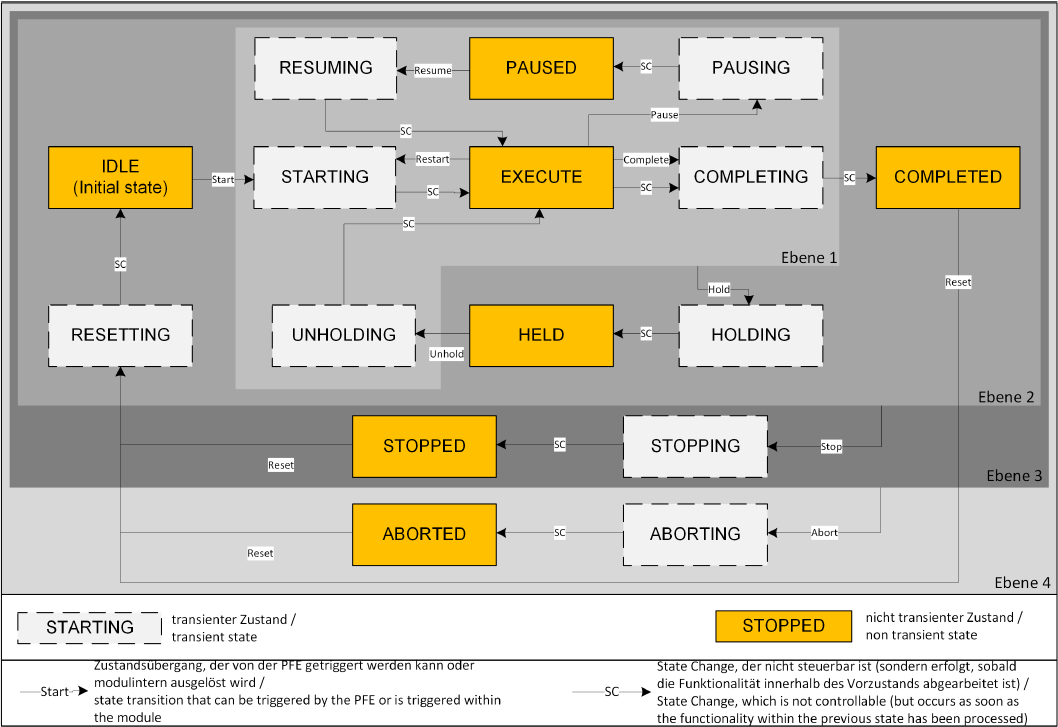 RESUMING
Resume
PAUSED
SC
PAUSING
SC
Pause
IDLE
(Initial state)
Start
STARTING
Restart
SC
EXECUTE
Complete
SC
COMPLETING
SC
COMPLETED
SC
SC
Ebene 1
Reset
Hold
RESETTING
UNHOLDING
Unhold
HELD
SC
HOLDING
Ebene 2
STOPPED
SC
STOPPING
Stop
Reset
Ebene 3
ABORTED
SC
ABORTING
Abort
Reset
Ebene 4
STARTING
transienter Zustand /
transient state
STOPPED
nicht transienter Zustand /
non transient state
Start
Zustandsübergang, der von der PFE getriggert werden kann oder
modulintern ausgelöst wird /
state transition that can be triggered by the PFE or is triggered within
the module
SC
State Change, der nicht steuerbar ist (sondern erfolgt, sobald
die Funktionalität innerhalb des Vorzustands abgearbeitet ist) /
State Change, which is not controllable (but occurs as soon as
the functionality within the previous state has been processed)